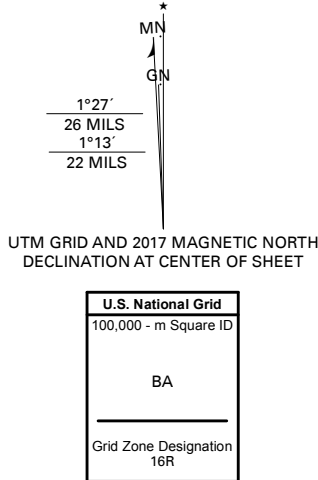 MN
GN
1°27´
26 MILS
1°13´
22 MILS
UTM GRID AND 2017 MAGNETIC NORTH
DECLINATION AT CENTER OF SHEET
U.S. National Grid
100,000 - m Square ID
BA
Grid Zone Designation
16R